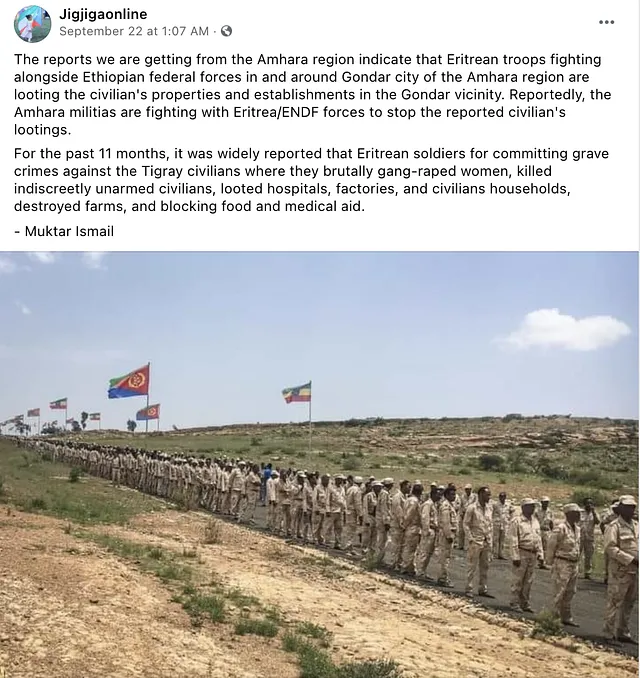 Jigjigaonline
September 22 at 1:07 AM ·
The reports we are getting from the Amhara region indicate that Eritrean troops fighting
alongside Ethiopian federal forces in and around Gondar city of the Amhara region are
looting the civilian's properties and establishments in the Gondar vicinity. Reportedly, the
Amhara militias are fighting with Eritrea/ENDF forces to stop the reported civilian's
lootings.
For the past 11 months, it was widely reported that Eritrean soldiers for committing grave
crimes against the Tigray civilians where they brutally gang-raped women, killed
indiscreetly unarmed civilians, looted hospitals, factories, and civilians households,
destroyed farms, and blocking food and medical aid.
- Muktar Ismail